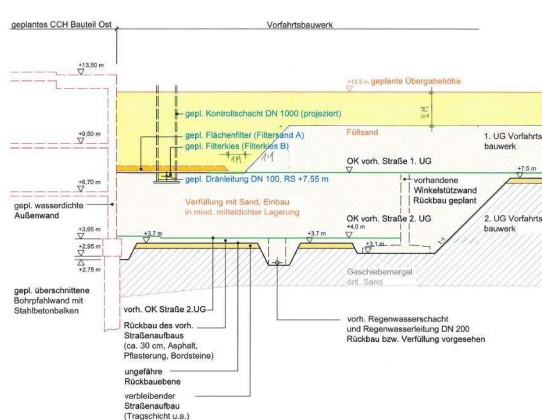 geplantes CCH Bauteil Ost
Vorfahrtsbauwerk
+13,50 m
+12,5 m geplante Übergabehöhe
gepl. Kontrollschacht DN 1000 (projeziert)
2M
+9,50 m
gepl. Flächenfilter (Filtersand A)
gepl. Filterkies (Filterkies B)
1M
1:1
Füllsand
1. UG Vorfahrts
bauwerk
OK vorh. Straße 1. UG
+7,5 m
gepl. Dränleitung DN 100, RS +7,55 m
+6,70 m
gepl. wasserdichte
Außenwand
Verfüllung mit Sand, Einbau
in mind. mitteldichter Lagerung
vorhandene
Winkelstützwand
Rückbau geplant
OK vorh. Straße 2. UG
2. UG Vorfahrts
bauwerk
+3,95 m
+3,7 m
+3,7 m
+4,0 m
+3,1 m
1:1
+2,95 m
+2,75 m
Geschiebemergel
örtl. Sand
gepl. überschnittene
Bohrpfahlwand mit
Stahlbetonbalken
vorh. OK Straße 2.UG
Rückbau des vorh.
Straßenaufbaus
(ca. 30 cm, Asphalt,
Pflasterung, Bordsteine)
vorh. Regenwasserschacht
und Regenwasserleitung DN 200
Rückbau bzw. Verfüllung vorgesehen
ungefähre
Rückbauebene
verbleibender
Straßenaufbau
(Tragschicht u.a.)